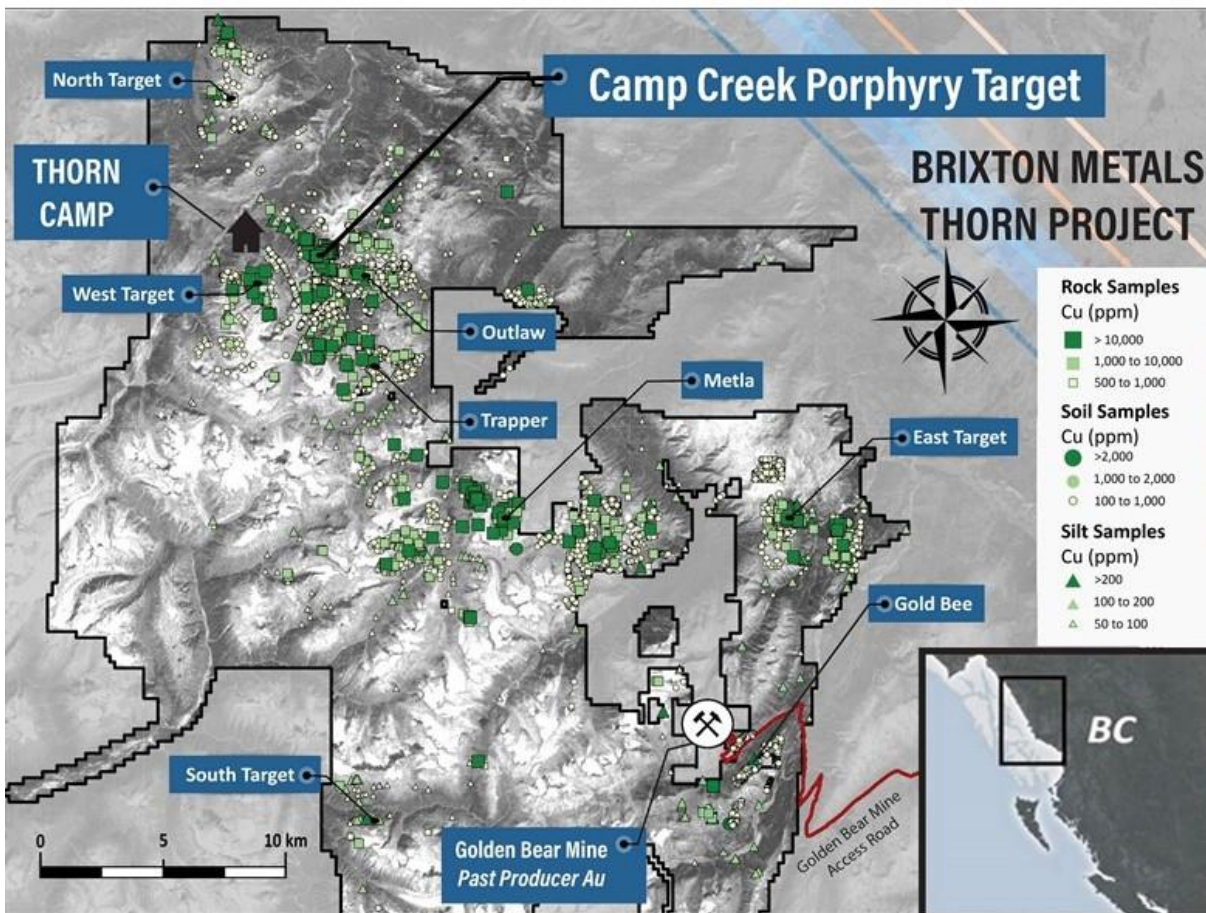 North Target
Camp Creek Porphyry Target
THORN
CAMP
BRIXTON METALS
THORN PROJECT
West Target
Outlaw
Metla
Trapper
East Target
Rock Samples
Cu (ppm)
> 10,000
1,000 to 10,000
500 to 1,000
Soil Samples
Cu (ppm)
>2,000
1,000 to 2,000
100 to 1,000
Silt Samples
Cu (ppm)
>200
100 to 200
50 to 100
Gold Bee
BC
South Target
0 5 10 km
Golden Bear Mine
Past Producer Au
Golden Bear Mine
Access Road